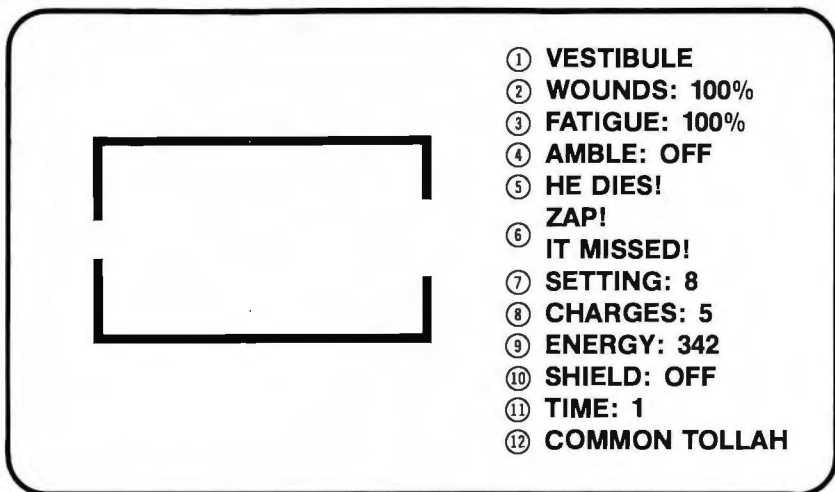 ① VESTIBULE
② WOUNDS: 100%
③ FATIGUE: 100%
④ AMBLE: OFF
⑤ HE DIES!
⑥ ZAP!
IT MISSED!
⑦ SETTING: 8
⑧ CHARGES: 5
⑨ ENERGY: 342
⑩ SHIELD: OFF
⑪ TIME: 1
⑫ COMMON TOLLAH